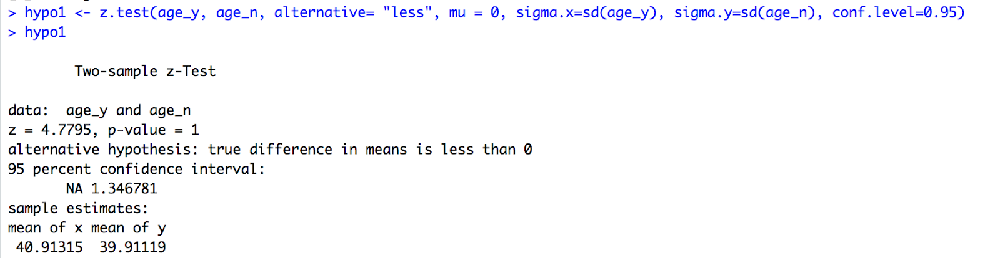 > hypo1 <- z.test(age_y, age_n, alternative= "less", mu = 0, sigma.x=sd(age_y), sigma.y=sd(age_n), conf.level=0.95)
> hypo1
Two-sample z-Test
data:  age_y and age_n
z = 4.7795, p-value = 1
alternative hypothesis: true difference in means is less than 0
95 percent confidence interval:
NA 1.346781
sample estimates:
mean of x mean of y
40.91315  39.91119